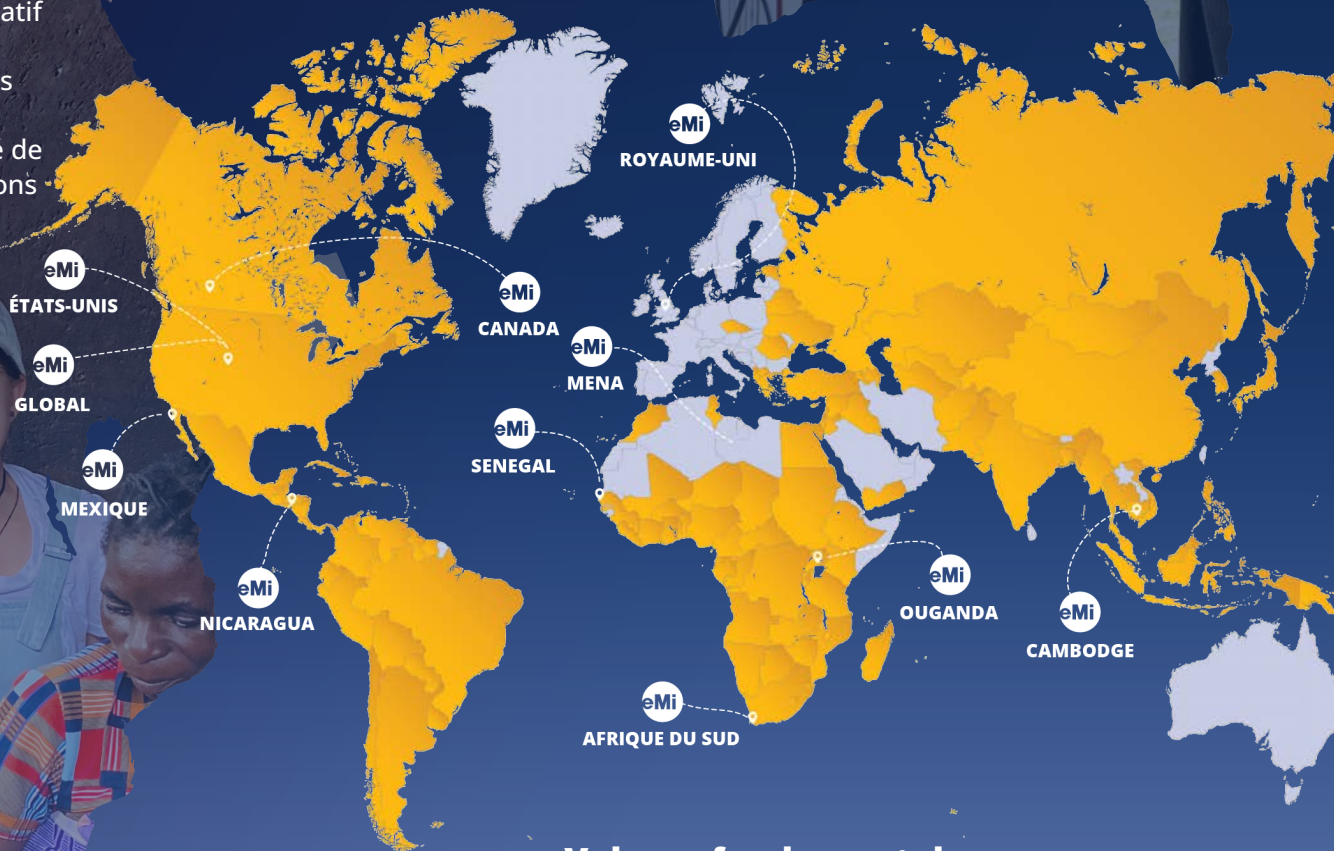 atif
s
e de
ons
eMi
ROYAUME-UNI
eMi
ÉTATS-UNIS
eMi
CANADA
eMi
GLOBAL
eMi
MENA
eMi
SENEGAL
eMi
MEXIQUE
eMi
NICARAGUA
eMi
OUGANDA
eMi
CAMBODGE
eMi
AFRIQUE DU SUD